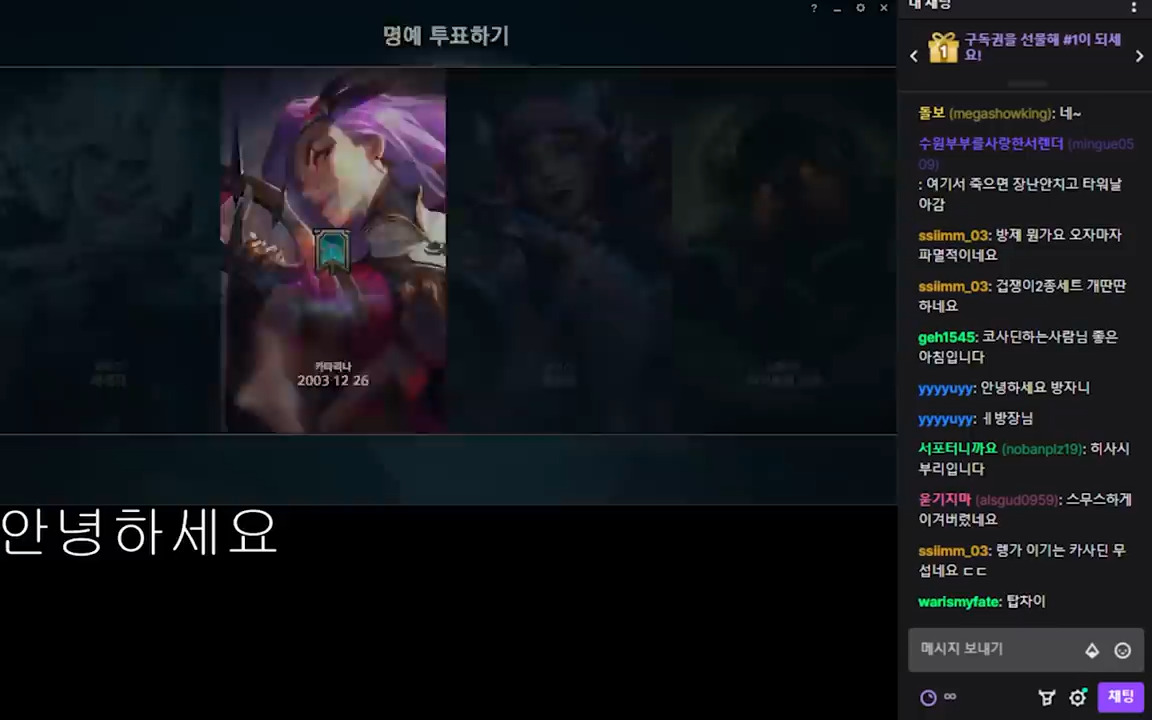 명예 투표하기
카타리나
2003 12 26
안녕하세요
내 채팅
구독권을 선물해 #1이 되세
요!
1
돌보 (megashowking): 네~
수원부부를사랑한서렌더 (mingue05
09)
: 여기서 죽으면 장난안치고 타워날
아감
ssiimm_03: 방제 뭔가요 오자마자
파멸적이네요
ssiimm_03: 겁쟁이2종세트 개딴딴
하네요
geh1545: 코사딘하는사람님 좋은
아침입니다
yyyyuyy: 안녕하세요 방자니
yyyyuyy: ㅔ방장님
서포터니까요 (nobanplz19): 히사시
부리입니다
욷기지마 (alsgud0959): 스무스하게
이겨버렸네요
ssiimm_03: 렝가 이기는 카사딘 무
섭네요 ㄷㄷ
warismyfate: 탑차이
메시지 보내기
채팅